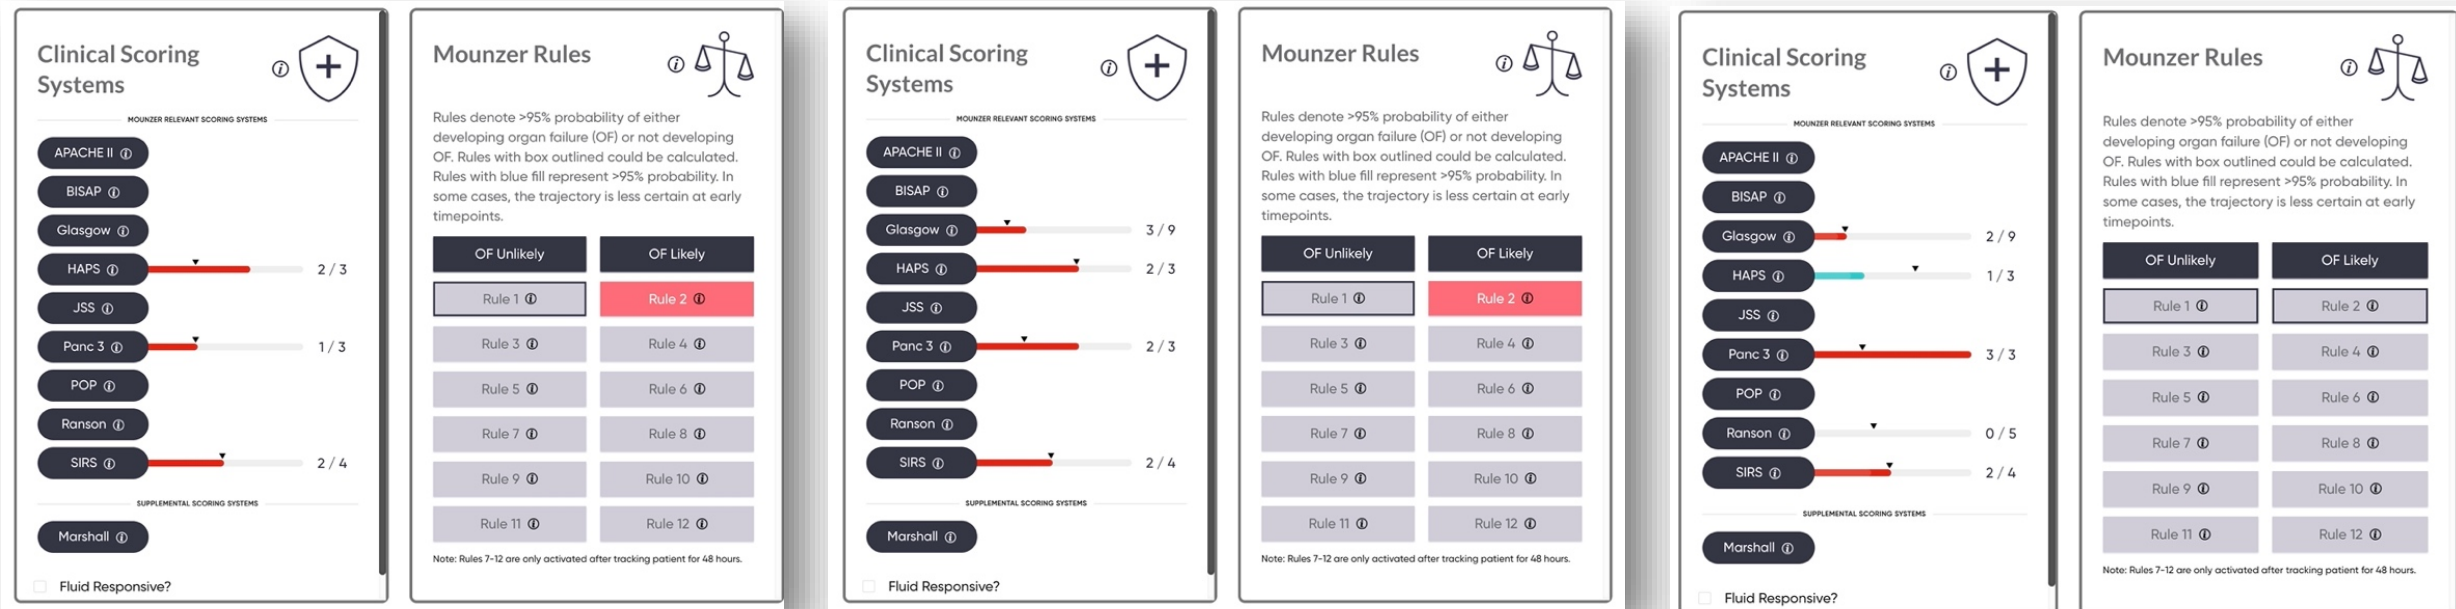 Clinical Scoring
Systems
MOUNZER RELEVANT SCORING SYSTEMS
APACHE II
BISAP
Glasgow
HAPS 2 / 3
JSS
Panc 3 1 / 3
POP
Ranson
SIRS 2 / 4
SUPPLEMENTAL SCORING SYSTEMS
Marshall
Fluid Responsive?
Mounzer Rules
Rules denote >95% probability of either
developing organ failure (OF) or not developing
OF. Rules with box outlined could be calculated.
Rules with blue fill represent >95% probability. In
some cases, the trajectory is less certain at early
timepoints.
OF Unlikely OF Likely
Rule 1 Rule 2
Rule 3 Rule 4
Rule 5 Rule 6
Rule 7 Rule 8
Rule 9 Rule 10
Rule 11 Rule 12
Note: Rules 7-12 are only activated after tracking patient for 48 hours.
Clinical Scoring
Systems
MOUNZER RELEVANT SCORING SYSTEMS
APACHE II
BISAP
Glasgow 3 / 9
HAPS 2 / 3
JSS
Panc 3 2 / 3
POP
Ranson
SIRS 2 / 4
SUPPLEMENTAL SCORING SYSTEMS
Marshall
Fluid Responsive?
Mounzer Rules
Rules denote >95% probability of either
developing organ failure (OF) or not developing
OF. Rules with box outlined could be calculated.
Rules with blue fill represent >95% probability. In
some cases, the trajectory is less certain at early
timepoints.
OF Unlikely OF Likely
Rule 1 Rule 2
Rule 3 Rule 4
Rule 5 Rule 6
Rule 7 Rule 8
Rule 9 Rule 10
Rule 11 Rule 12
Note: Rules 7-12 are only activated after tracking patient for 48 hours.
Clinical Scoring
Systems
MOUNZER RELEVANT SCORING SYSTEMS
APACHE II
BISAP
Glasgow 2 / 9
HAPS 1 / 3
JSS
Panc 3 3 / 3
POP
Ranson 0 / 5
SIRS 2 / 4
SUPPLEMENTAL SCORING SYSTEMS
Marshall
Fluid Responsive?
Mounzer Rules
Rules denote >95% probability of either
developing organ failure (OF) or not developing
OF. Rules with box outlined could be calculated.
Rules with blue fill represent >95% probability. In
some cases, the trajectory is less certain at early
timepoints.
OF Unlikely OF Likely
Rule 1 Rule 2
Rule 3 Rule 4
Rule 5 Rule 6
Rule 7 Rule 8
Rule 9 Rule 10
Rule 11 Rule 12
Note: Rules 7-12 are only activated after tracking patient for 48 hours.